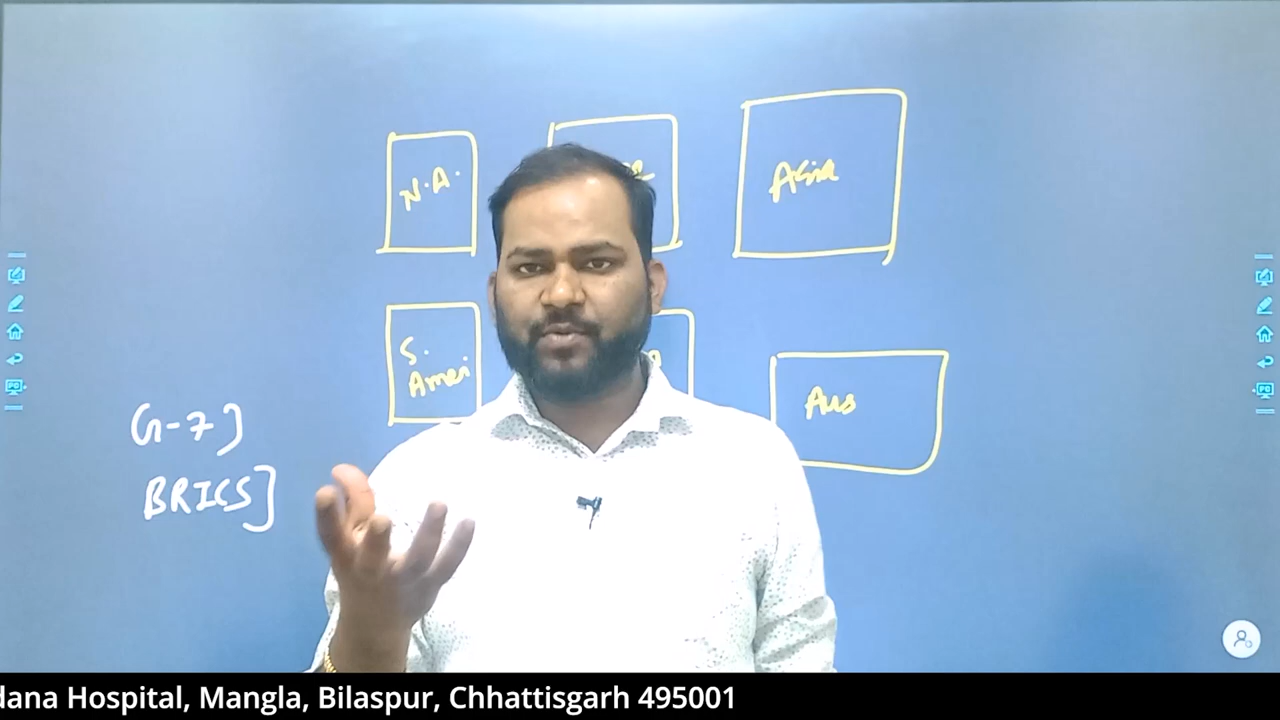 N.A.
Asia
S.
Ameri
Aus
G-7]
BRICS]
dana Hospital, Mangla, Bilaspur, Chhattisgarh 495001